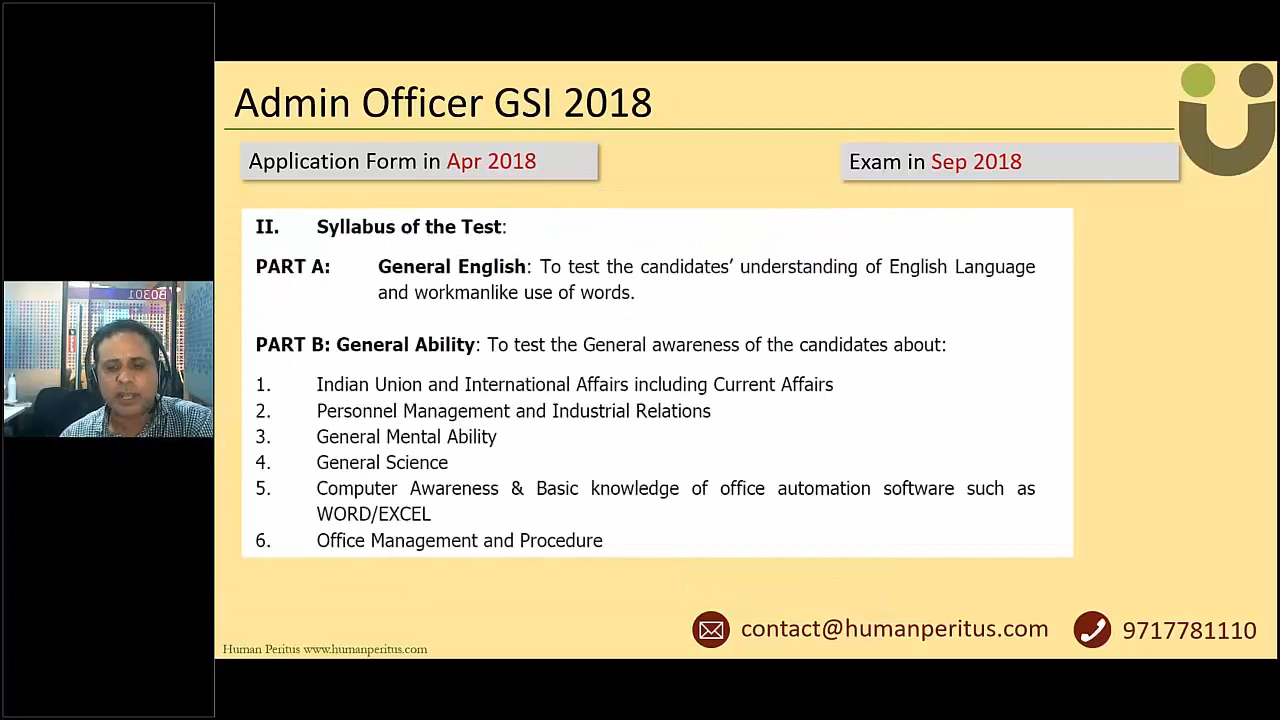 Admin Officer GSI 2018
Application Form in Apr 2018
Exam in Sep 2018
II. Syllabus of the Test:
PART A: General English: To test the candidates’ understanding of English Language
and workmanlike use of words.
PART B: General Ability: To test the General awareness of the candidates about:
1. Indian Union and International Affairs including Current Affairs
2. Personnel Management and Industrial Relations
3. General Mental Ability
4. General Science
5. Computer Awareness & Basic knowledge of office automation software such as
WORD/EXCEL
6. Office Management and Procedure
B0301
contact@humanperitus.com
9717781110
Human Peritus www.humanperitus.com